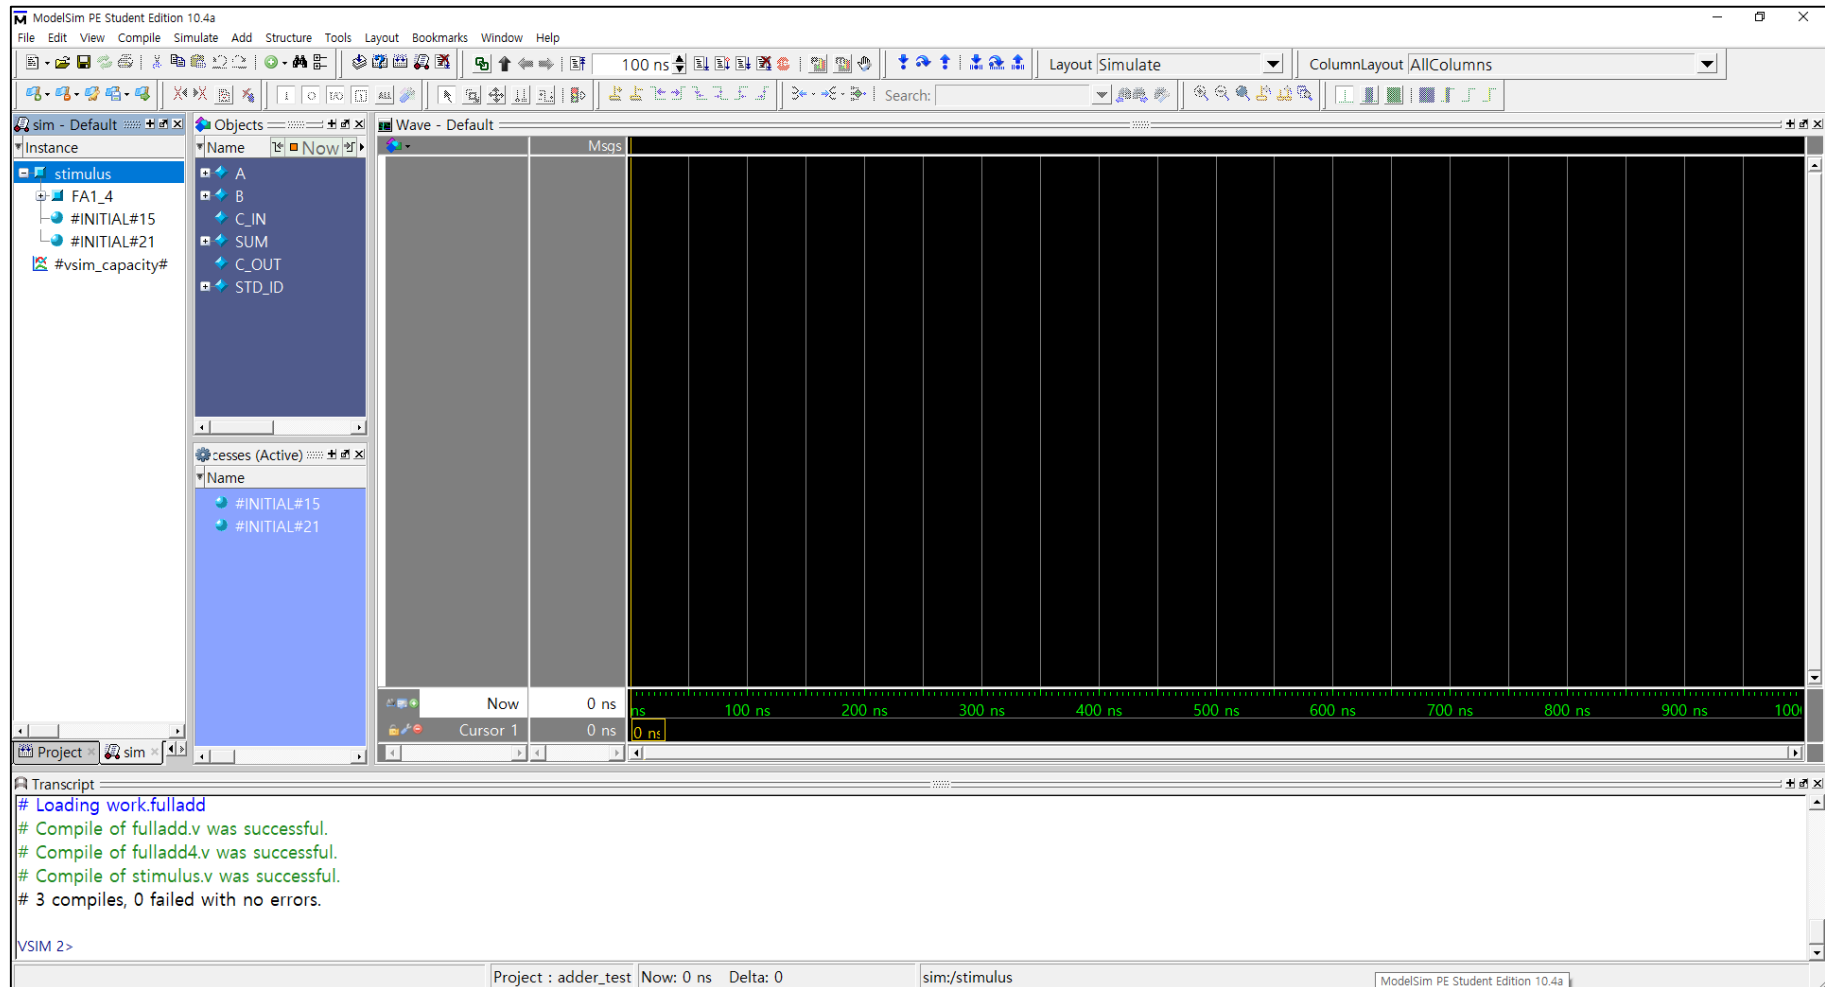 ModelSim PE Student Edition 10.4a
File Edit View Compile Simulate Add Structure Tools Layout Bookmarks Window Help
100 ns
Layout Simulate
ColumnLayout AllColumns
Search:
sim - Default
Instance
stimulus
FA1_4
#INITIAL#15
#INITIAL#21
#vsim_capacity#
Project
sim
Objects
Name
Now
A
B
C_IN
SUM
C_OUT
STD_ID
cesses (Active)
Name
#INITIAL#15
#INITIAL#21
Wave - Default
Msgs
Now 0 ns
Cursor 1 0 ns
ns 100 ns 200 ns 300 ns 400 ns 500 ns 600 ns 700 ns 800 ns 900 ns 100
0 ns
Transcript
# Loading work.fulladd
# Compile of fulladd.v was successful.
# Compile of fulladd4.v was successful.
# Compile of stimulus.v was successful.
# 3 compiles, 0 failed with no errors.
VSIM 2>
Project : adder_test Now: 0 ns Delta: 0 sim:/stimulus
ModelSim PE Student Edition 10.4a